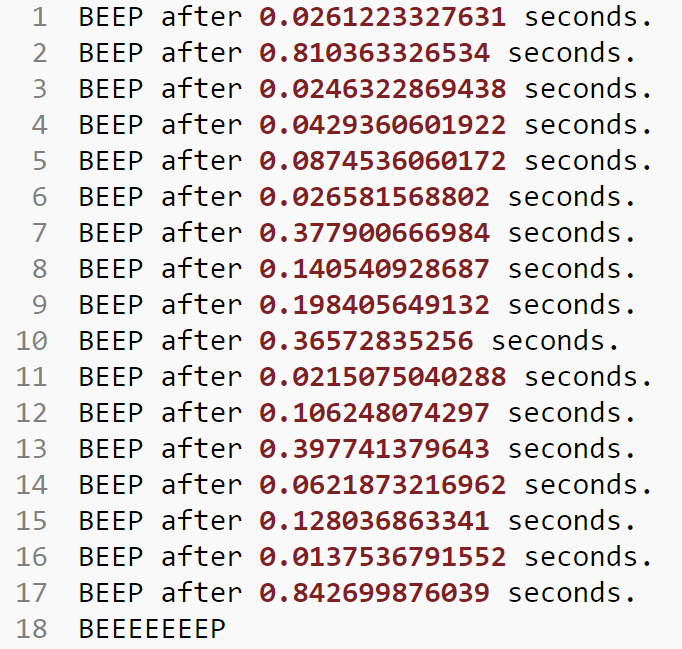 1 BEEP after 0.0261223327631 seconds.
2 BEEP after 0.810363326534 seconds.
3 BEEP after 0.0246322869438 seconds.
4 BEEP after 0.0429360601922 seconds.
5 BEEP after 0.0874536060172 seconds.
6 BEEP after 0.026581568802 seconds.
7 BEEP after 0.377900666984 seconds.
8 BEEP after 0.140540928687 seconds.
9 BEEP after 0.198405649132 seconds.
10 BEEP after 0.36572835256 seconds.
11 BEEP after 0.0215075040288 seconds.
12 BEEP after 0.106248074297 seconds.
13 BEEP after 0.397741379643 seconds.
14 BEEP after 0.0621873216962 seconds.
15 BEEP after 0.128036863341 seconds.
16 BEEP after 0.0137536791552 seconds.
17 BEEP after 0.842699876039 seconds.
18 BEEEEEEEP